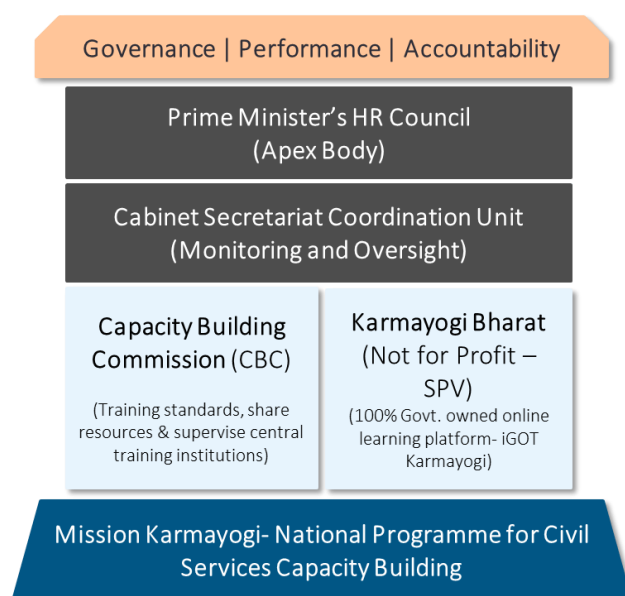 Governance | Performance | Accountability
Prime Minister’s HR Council
(Apex Body)
Cabinet Secretariat Coordination Unit
(Monitoring and Oversight)
Capacity Building
Commission (CBC)
(Training standards, share
resources & supervise central
training institutions)
Karmayogi Bharat
(Not for Profit –
SPV)
(100% Govt. owned online
learning platform- iGOT
Karmayogi)
Mission Karmayogi- National Programme for Civil
Services Capacity Building